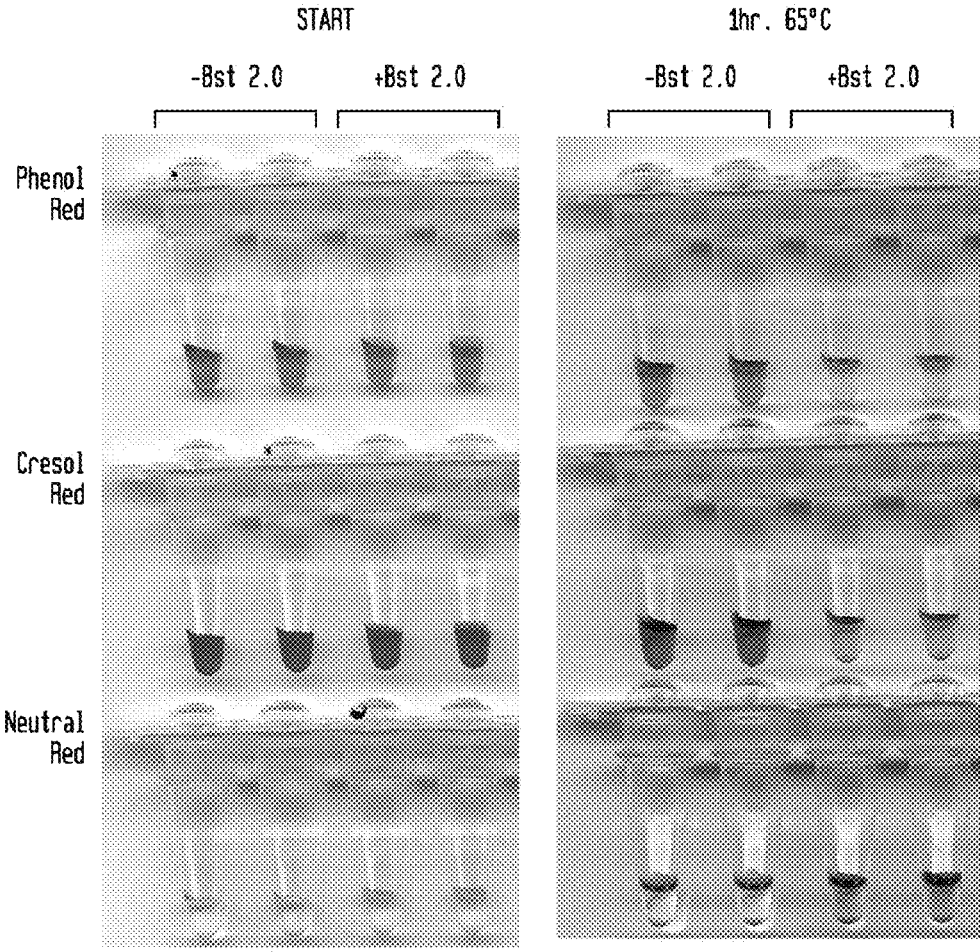 START
1hr. 65°C
-Bst 2.0
+Bst 2.0
-Bst 2.0
+Bst 2.0
Phenol
Red
Cresol
Red
Neutral
Red